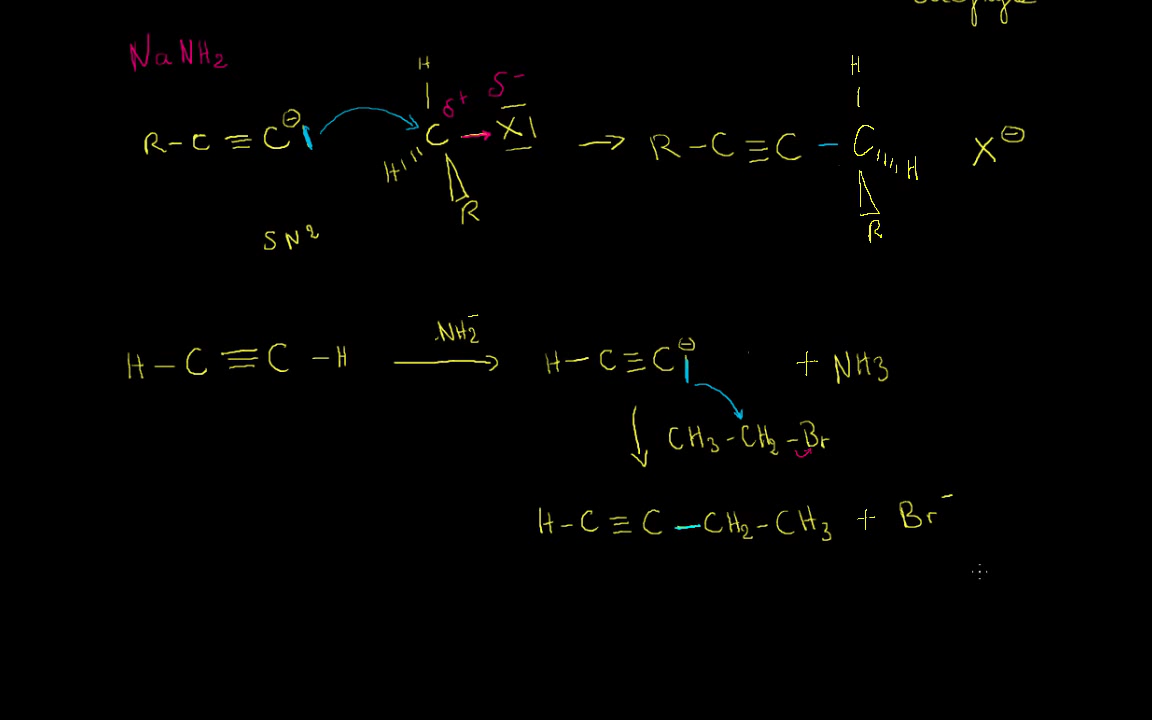 NaNH2
H H
δ+ δ-
R-C≡C⊖ C X → R-C≡C-C X⊖
H H
R R
SN2
NH2-
H-C≡C-H → H-C≡C⊖ + NH3
CH3-CH2-Br
H-C≡C-CH2-CH3 + Br-